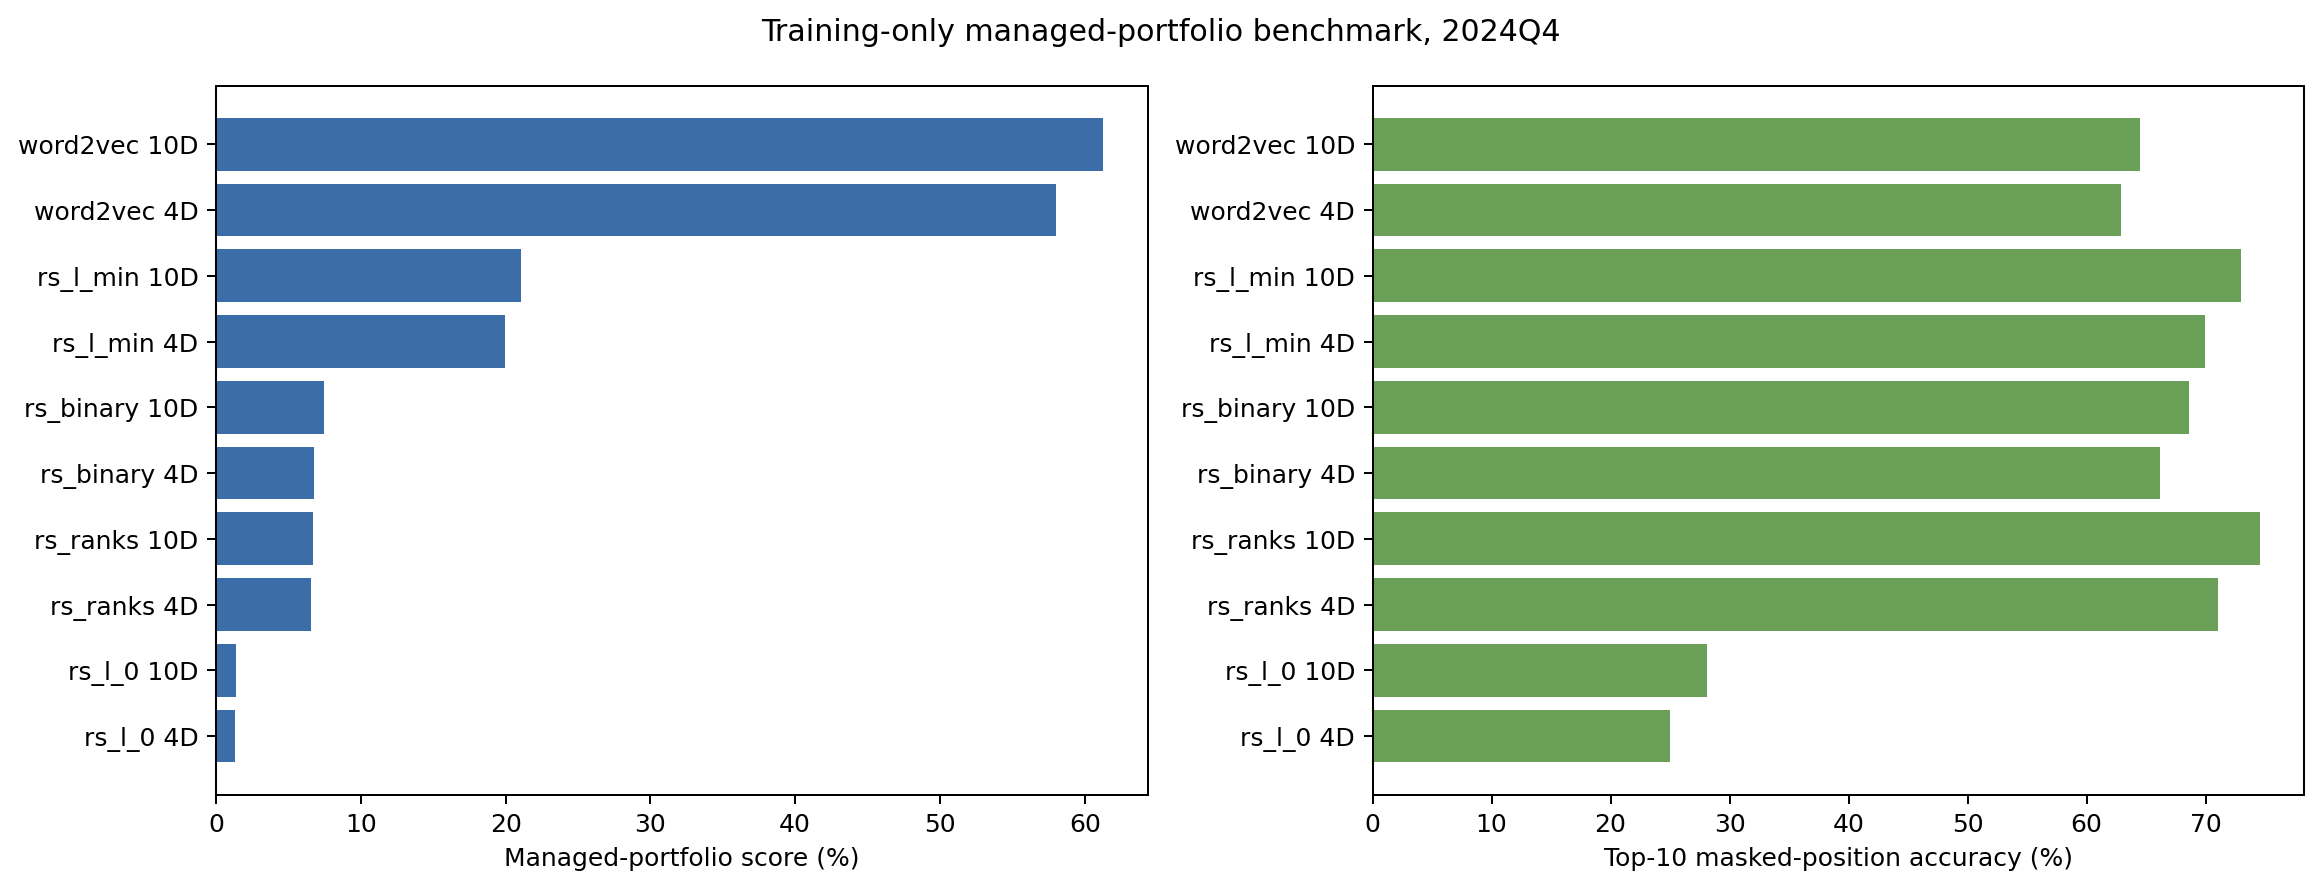 Training-only managed-portfolio benchmark, 2024Q4
word2vec 10D
word2vec 4D
rs_l_min 10D
rs_l_min 4D
rs_binary 10D
rs_binary 4D
rs_ranks 10D
rs_ranks 4D
rs_l_0 10D
rs_l_0 4D
0 10 20 30 40 50 60
Managed-portfolio score (%)
word2vec 10D
word2vec 4D
rs_l_min 10D
rs_l_min 4D
rs_binary 10D
rs_binary 4D
rs_ranks 10D
rs_ranks 4D
rs_l_0 10D
rs_l_0 4D
0 10 20 30 40 50 60 70
Top-10 masked-position accuracy (%)